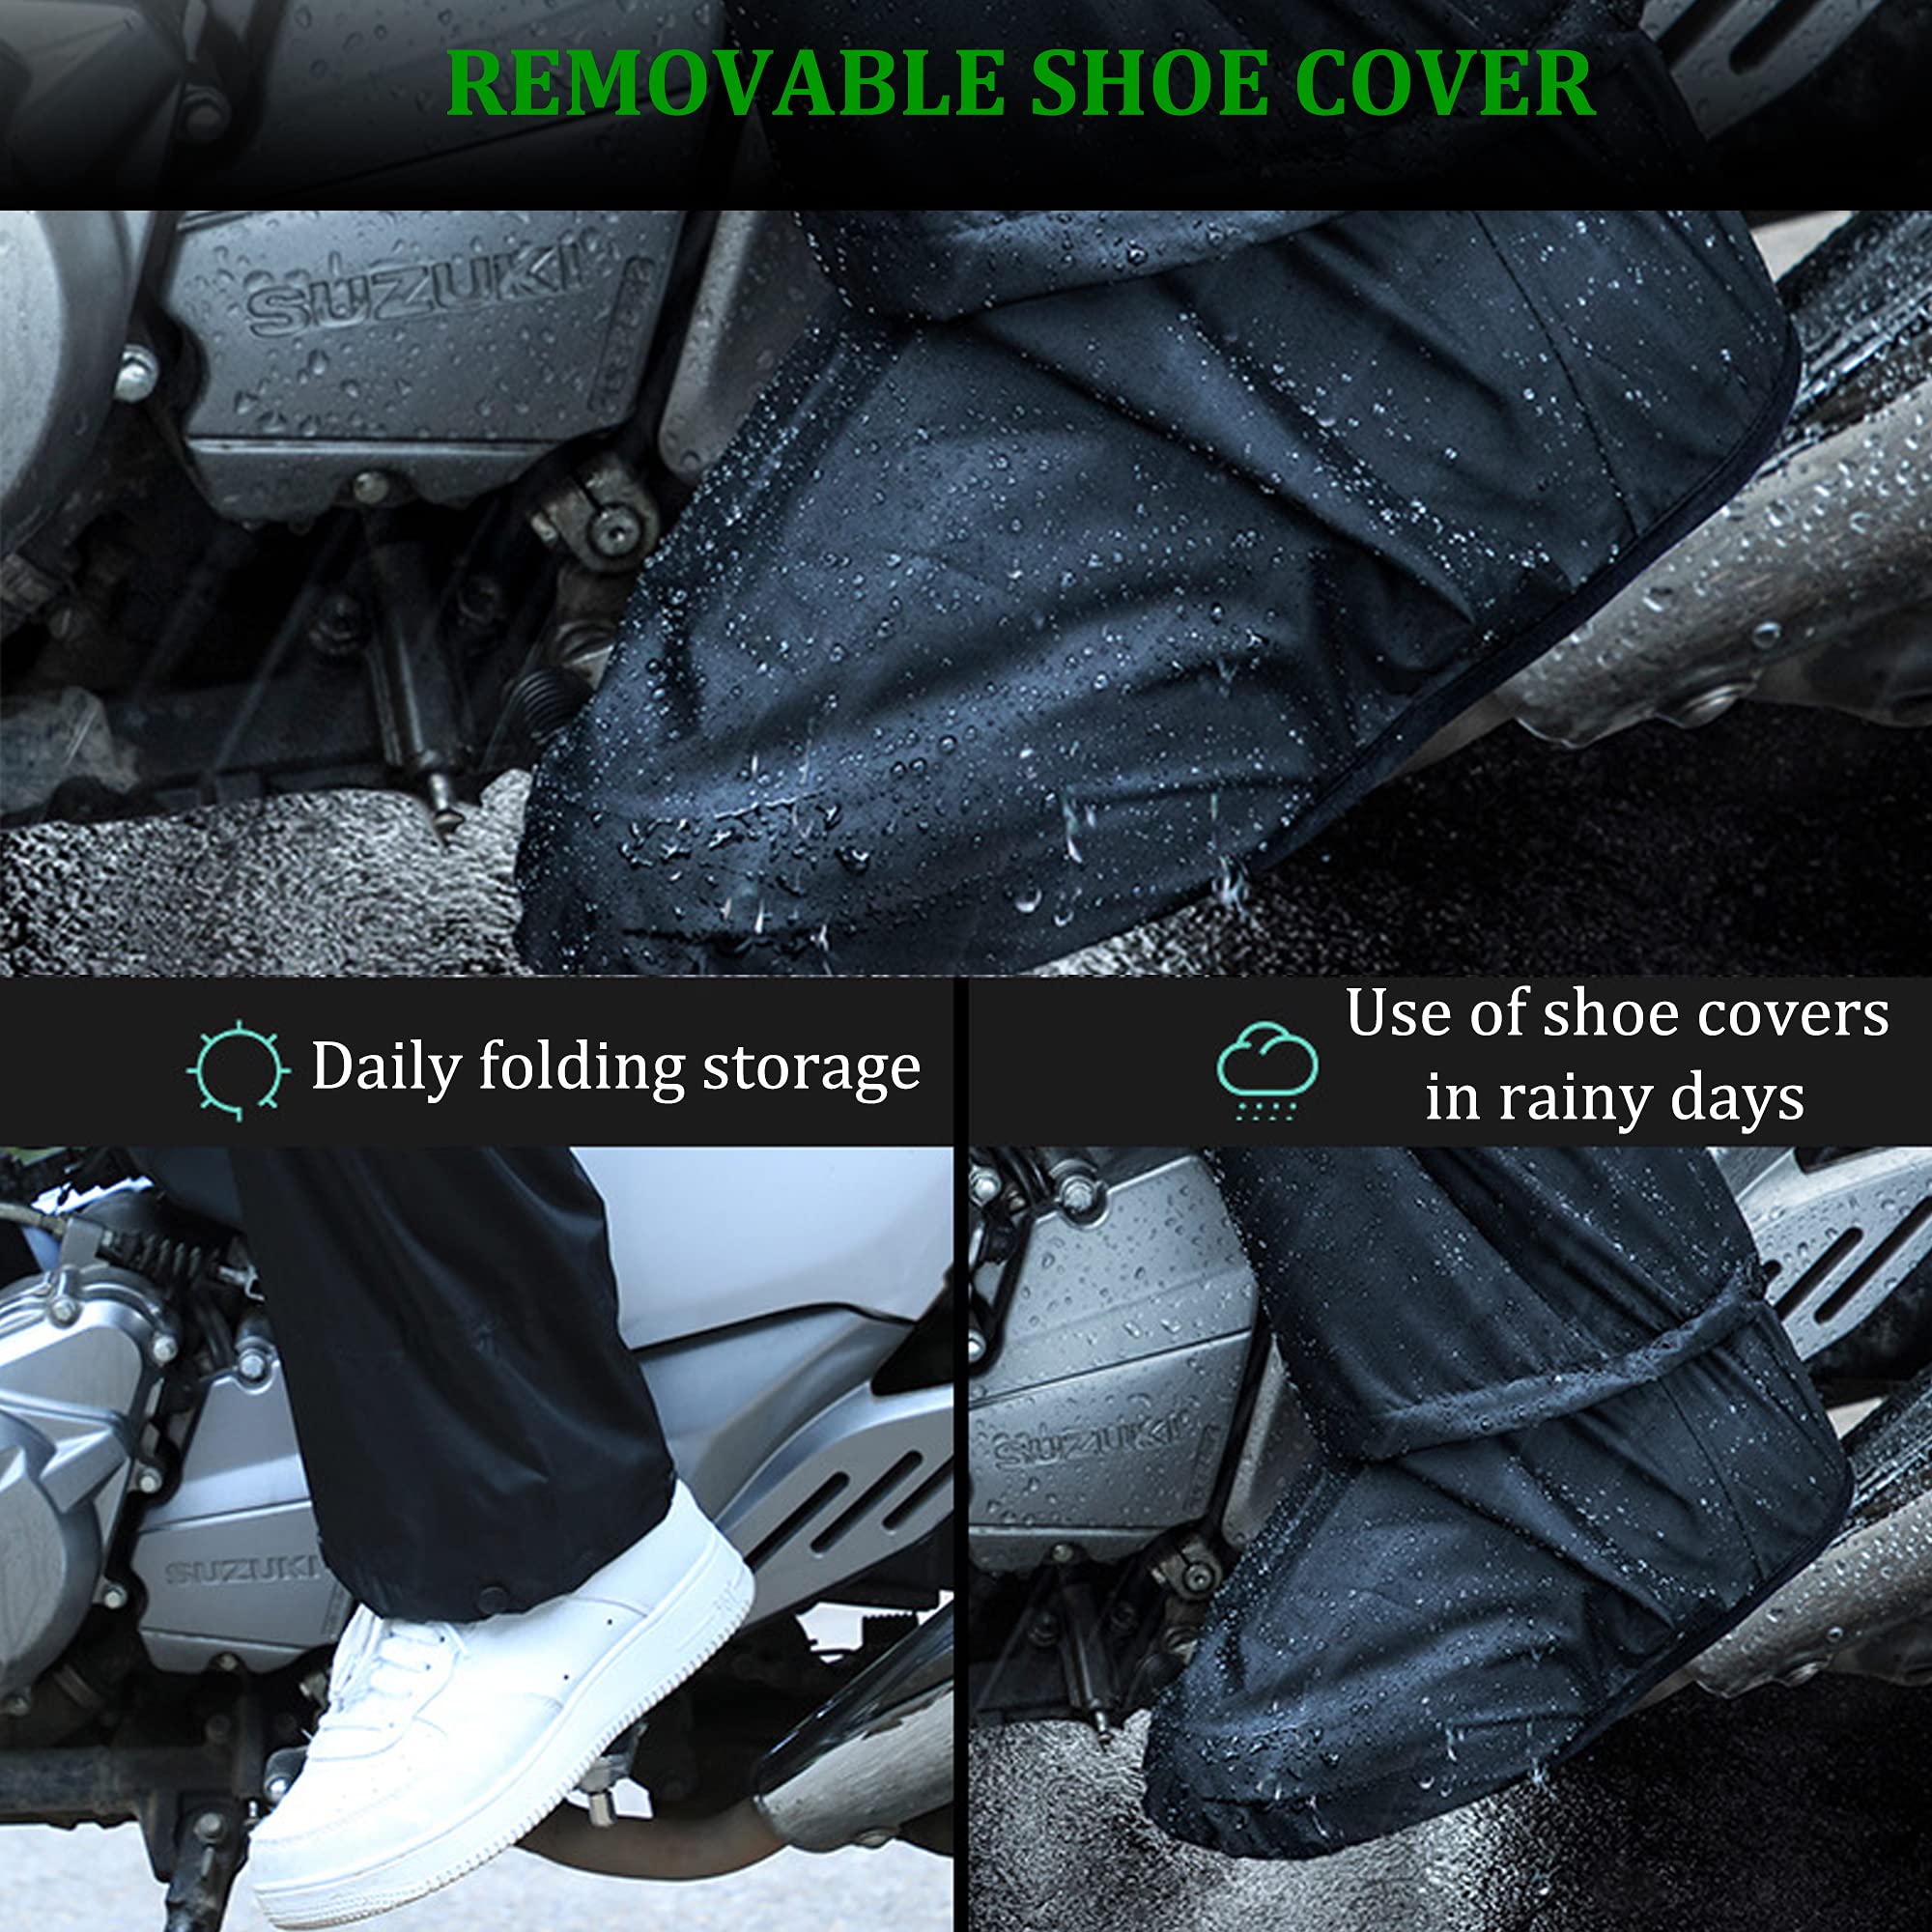 REMOVABLE SHOE COVER
SUZUKI
Daily folding storage
Use of shoe covers
in rainy days
SUZUKI
SUZUKI